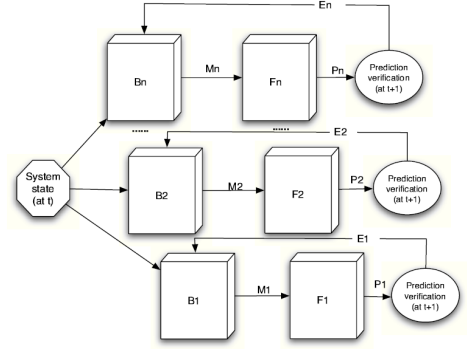 En
Bn
Mn
Fn
Pn
Prediction
verification
(at t+1)
......
......
E2
System
state
(at t)
B2
M2
F2
P2
Prediction
verification
(at t+1)
E1
B1
M1
F1
P1
Prediction
verification
(at t+1)